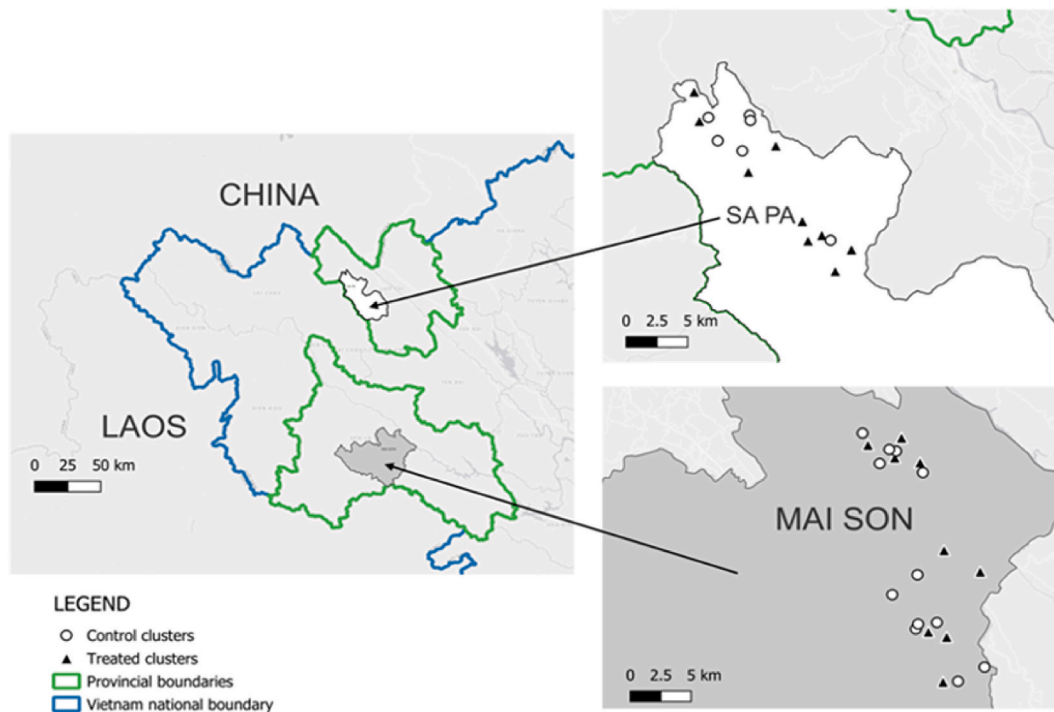 CHINA
LAOS
0 25 50 km
SA PA
0 2.5 5 km
MAI SON
0 2.5 5 km
LEGEND
Control clusters
Treated clusters
Provincial boundaries
Vietnam national boundary